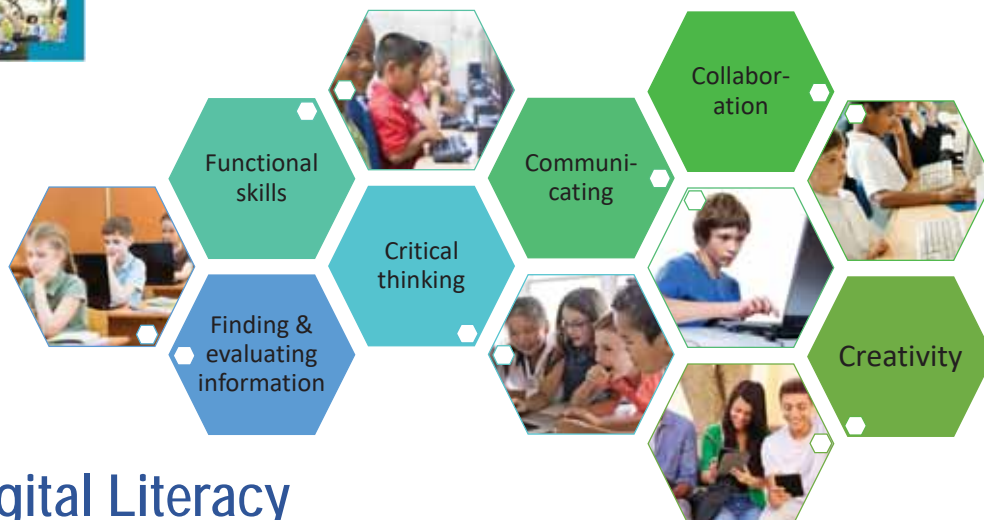 Collabor-
ation
Functional
skills
Communi-
cating
Critical
thinking
Finding &
evaluating
information
Creativity
gital Literacy